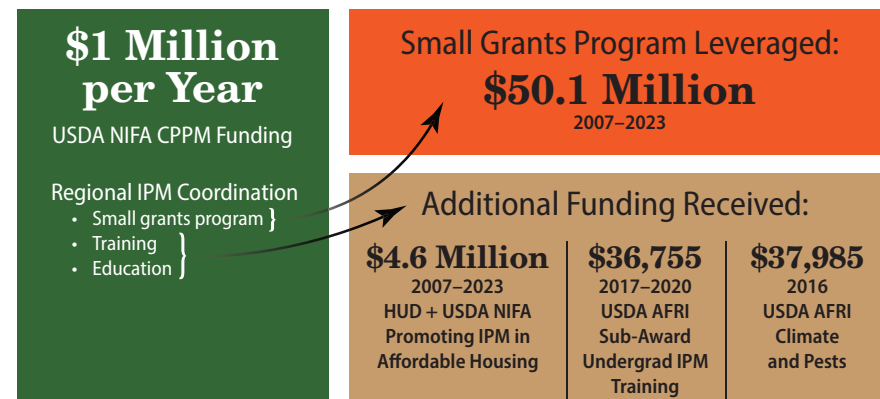 $1 Million
per Year
USDA NIFA CPPM Funding
Regional IPM Coordination
• Small grants program }
• Training
• Education }
Small Grants Program Leveraged:
$50.1 Million
2007–2023
Additional Funding Received:
$4.6 Million
2007–2023
HUD + USDA NIFA
Promoting IPM in
Affordable Housing
$36,755
2017–2020
USDA AFRI
Sub-Award
Undergrad IPM
Training
$37,985
2016
USDA AFRI
Climate
and Pests